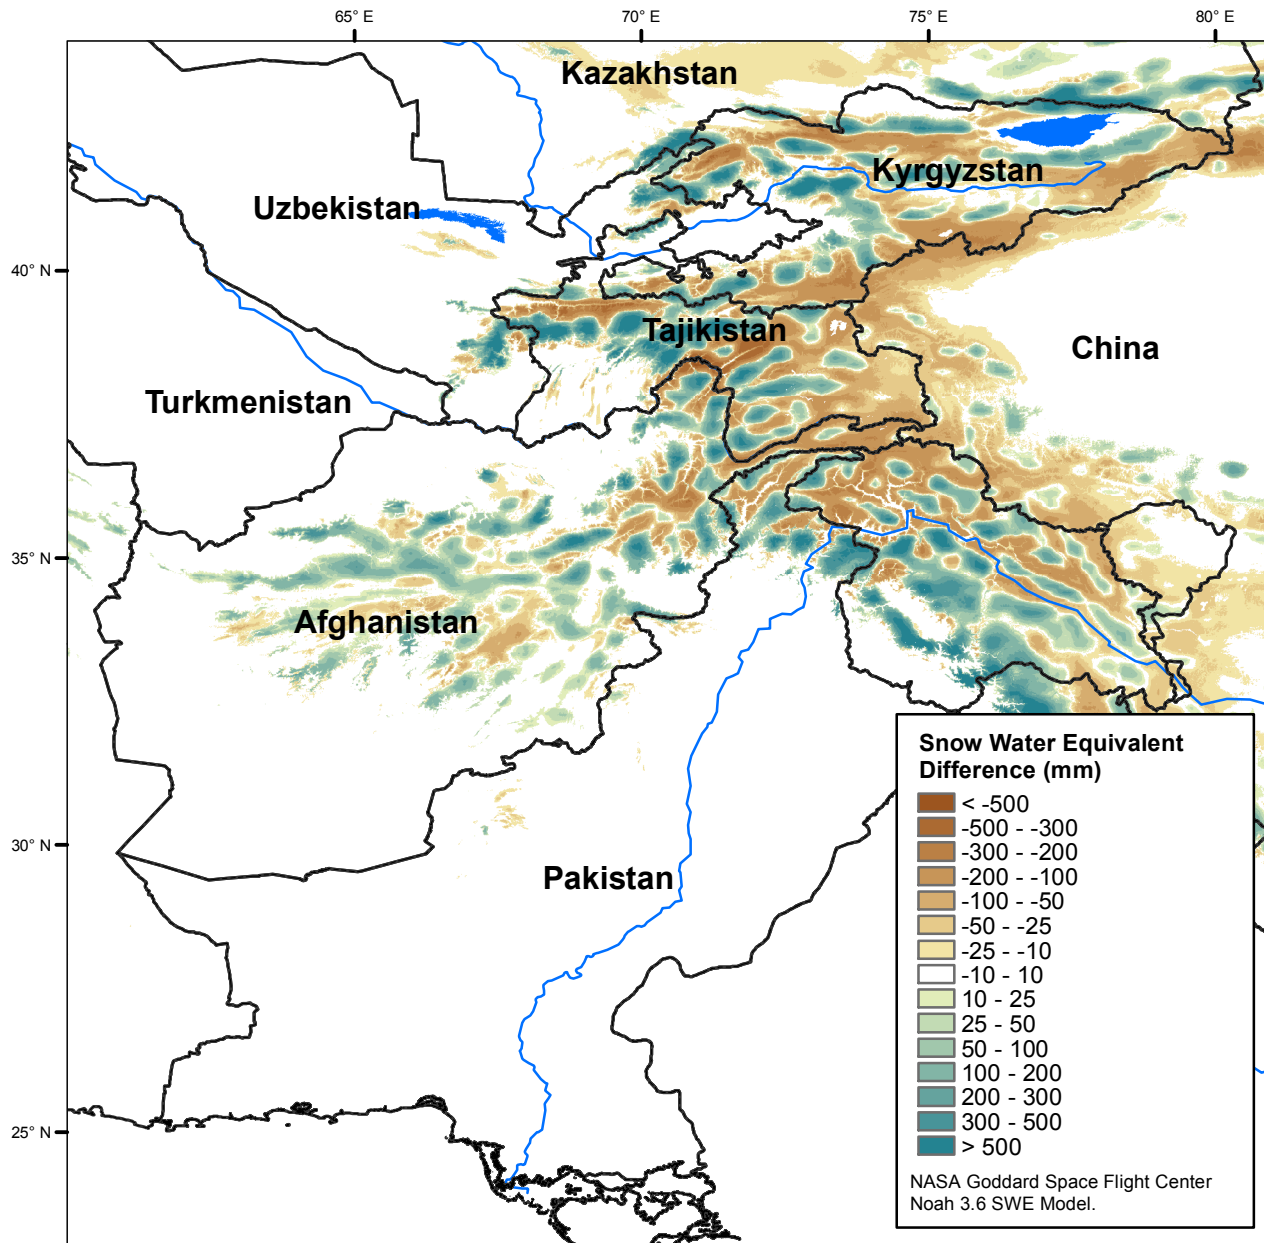 65° E
70° E
75° E
80° E
Kazakhstan
Kyrgyzstan
Uzbekistan
40° N
Tajikistan
China
Turkmenistan
35° N
Afghanistan
30° N
Pakistan
25° N
Snow Water Equivalent
Difference (mm)
< -500
-500 - -300
-300 - -200
-200 - -100
-100 - -50
-50 - -25
-25 - -10
-10 - 10
10 - 25
25 - 50
50 - 100
100 - 200
200 - 300
300 - 500
> 500
NASA Goddard Space Flight Center
Noah 3.6 SWE Model.